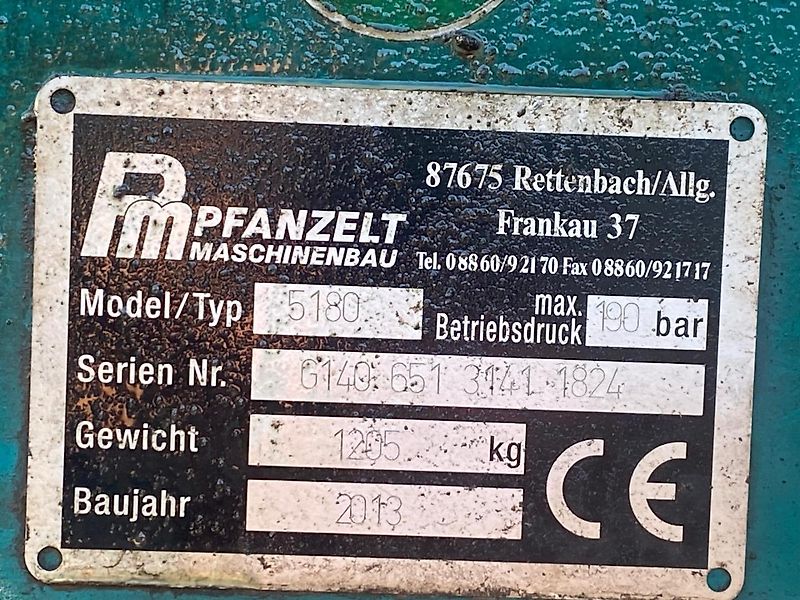 Pm PFANZELT
MASCHINENBAU
87675 Rettenbach/Allg.
Frankau 37
Tel. 08860/92170 Fax 08860/921717
Model/Typ 5180 max. Betriebsdruck 190 bar
Serien Nr. G140 651 3141 1824
Gewicht 1205 kg
Baujahr 2013 CE